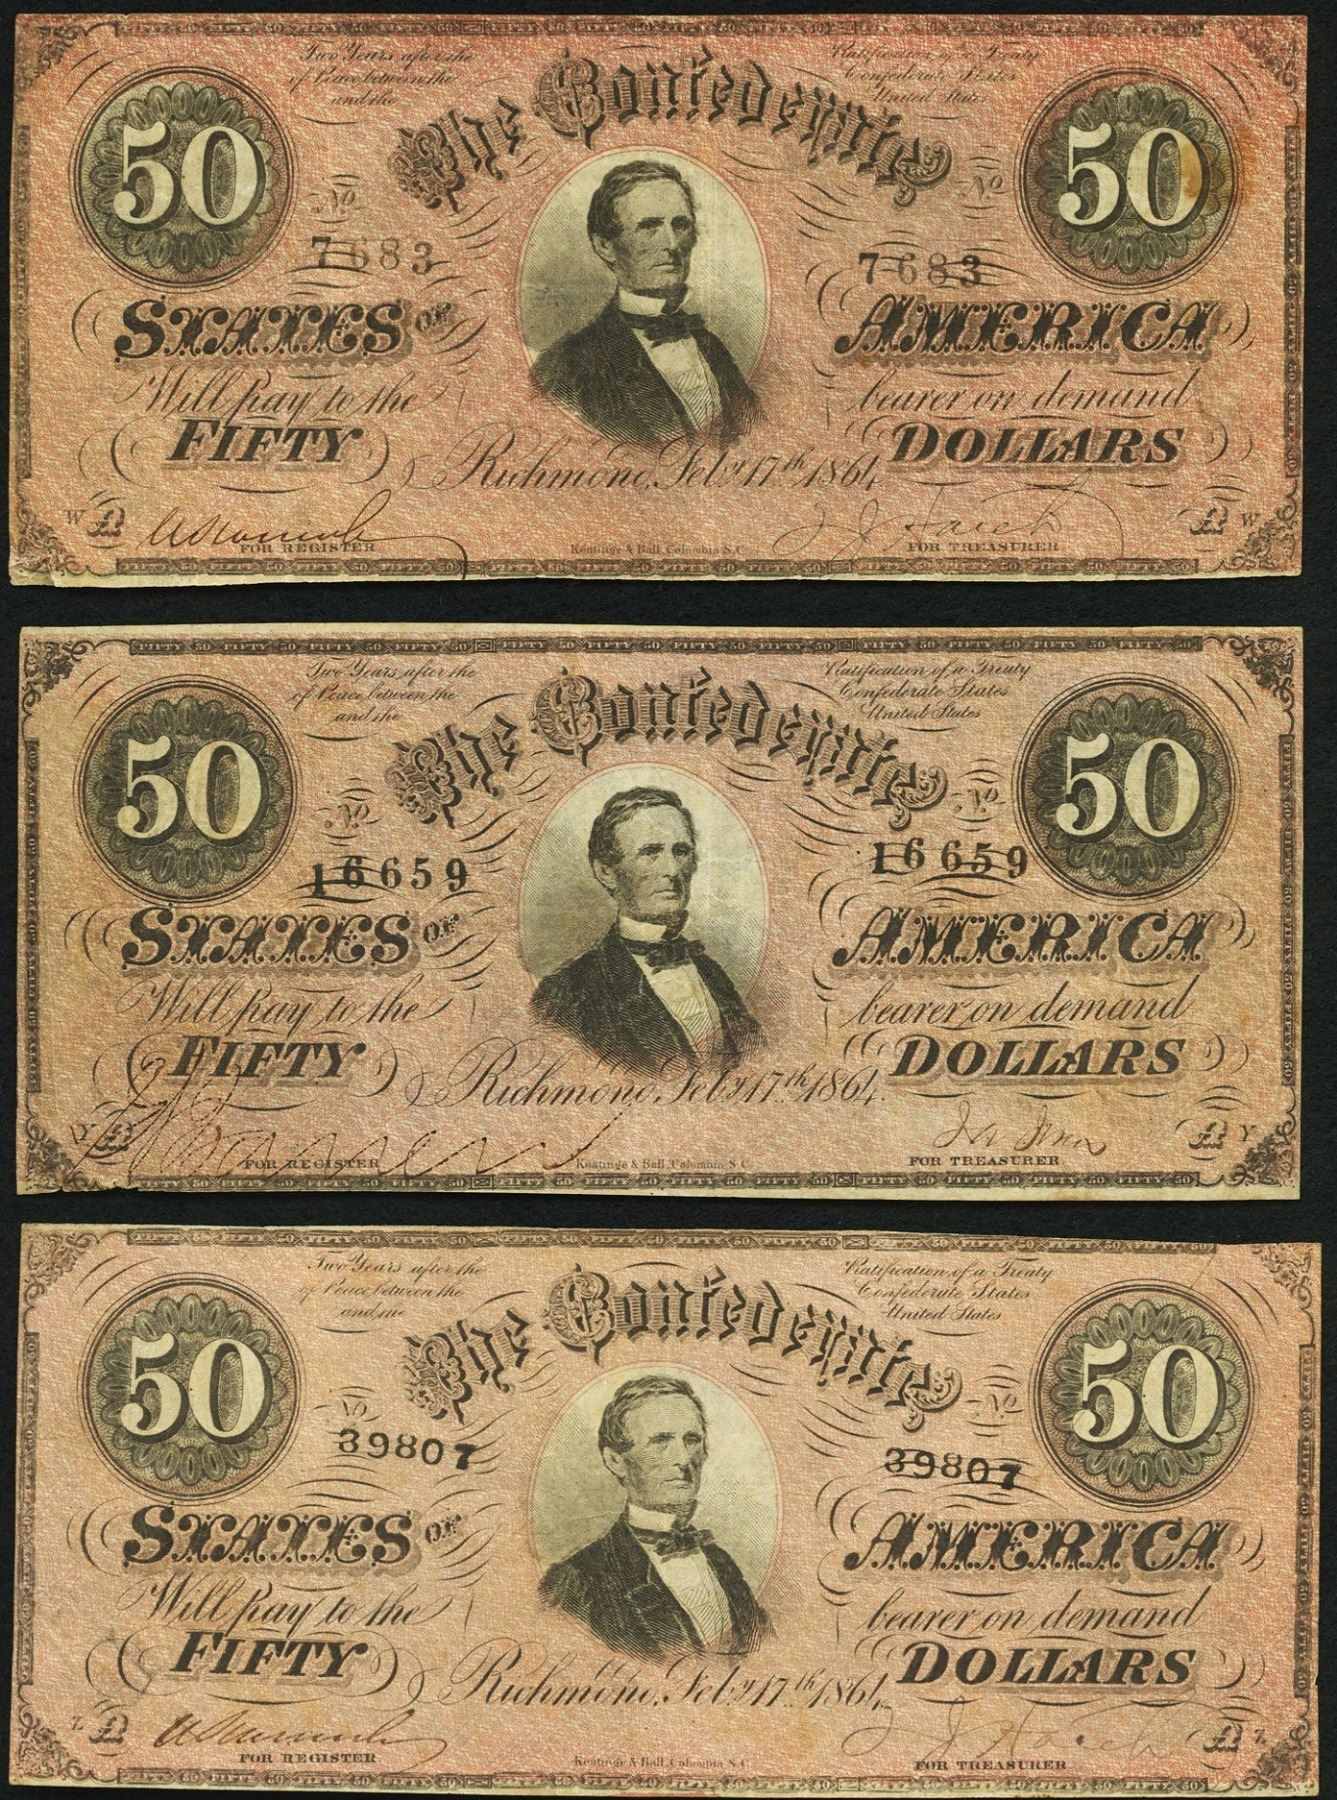 Two Years after the
of Peace between the
and the
Ratification of a Treaty
Confederate States
United States
The Confederate
50
50
No
No
7683
7683
STATES OF
AMERICA
Will pay to the
bearer on demand
FIFTY
DOLLARS
Richmond, Feby 17th 1864
W
W
FOR REGISTER
Keatinge & Ball, Columbia S.C.
FOR TREASURER
Two Years after the
of Peace between the
and the
Ratification of a Treaty
Confederate States
United States
The Confederate
50
50
No
No
16659
16659
STATES OF
AMERICA
Will pay to the
bearer on demand
FIFTY
DOLLARS
Richmond, Feby 17th 1864.
Y
Y
FOR REGISTER
Keatinge & Ball, Columbia S.C.
FOR TREASURER
Two Years after the
of Peace between the
and the
Ratification of a Treaty
Confederate States
United States
The Confederate
50
50
No
No
39807
39807
STATES OF
AMERICA
Will pay to the
bearer on demand
FIFTY
DOLLARS
Richmond, Feby 17th 1864
Z
Z
FOR REGISTER
Keatinge & Ball, Columbia S.C.
FOR TREASURER